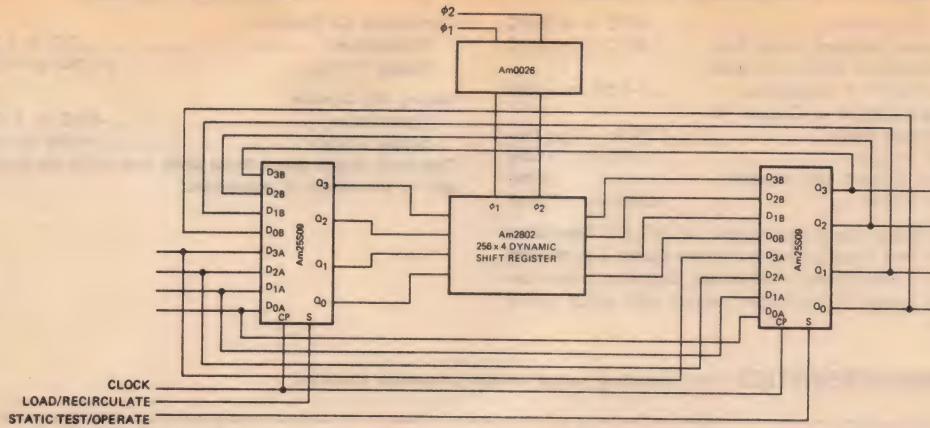 φ2
φ1
Am0026
D3B
D2B
D1B
D0B
D3A
D2A
D1A
D0A
CP
S
Q3
Q2
Q1
Q0
Am25S09
φ1
φ2
Am2802
256 x 4 DYNAMIC
SHIFT REGISTER
D3B
D2B
D1B
D0B
D3A
D2A
D1A
D0A
CP
S
Q3
Q2
Q1
Q0
Am25S09
CLOCK
LOAD/RECIRCULATE
STATIC TEST/OPERATE